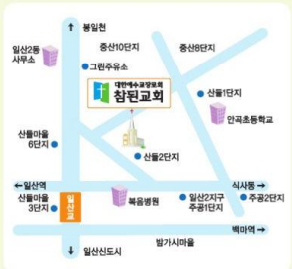 ↑ 봉일천
일산2동
사무소
중산10단지
중산8단지
그린주유소
대한예수교장로회
참된교회
산들1단지
안곡초등학교
산들마을
6단지
산들2단지
←일산역
식사동→
산들마을
3단지
일산교
복음병원
일산2지구
주공1단지
주공2단지
백마역→
밤가시마을
↓ 일산신도시